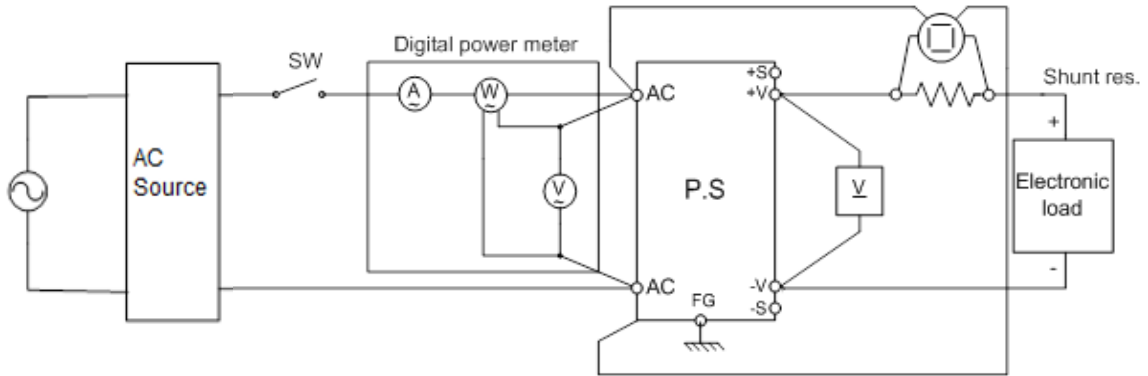 Digital power meter
SW
A
W
AC
+S
+V
Shunt res.
+
AC
Source
V
P.S
V
Electronic
load
AC
FG
-V
-S
-